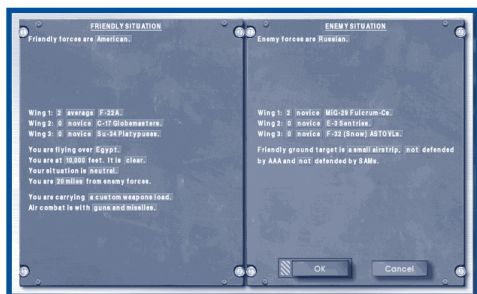 FRIENDLY SITUATION
Friendly forces are American.
Wing 1: 2 average F-22A.
Wing 2: 0 novice C-17 Globemasters.
Wing 3: 0 novice Su-34 Platypuses.
You are flying over Egypt.
You are at 10,000 feet. It is clear.
Your situation is neutral.
You are 20 miles from enemy forces.
You are carrying a custom weapons load.
Air combat is with guns and missiles.
ENEMY SITUATION
Enemy forces are Russian.
Wing 1: 2 novice MiG-29 Fulcrum-Cs.
Wing 2: 0 novice E-3 Sentries.
Wing 3: 0 novice F-32 (Snow) ASTOVLs.
Friendly ground target is a small airstrip, not defended
by AAA and not defended by SAMs.
OK
Cancel